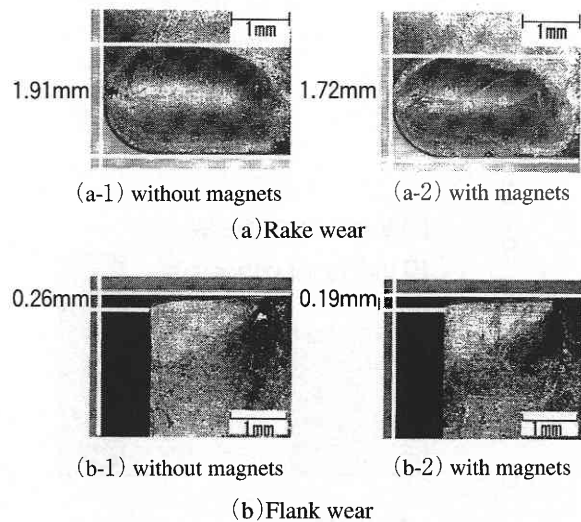 1mm
1mm
1.91mm
1.72mm
(a-1) without magnets
(a-2) with magnets
(a)Rake wear
0.26mm
0.19mm
1mm
1mm
(b-1) without magnets
(b-2) with magnets
(b)Flank wear